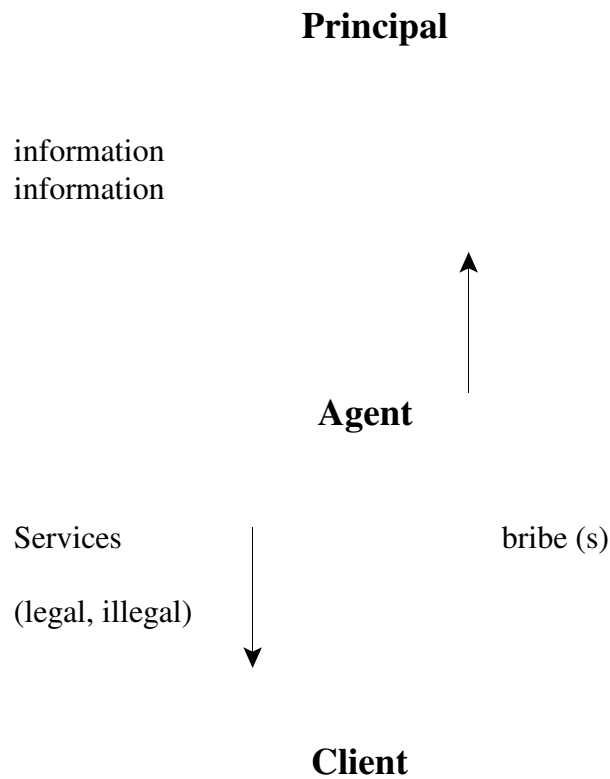 Principal
information
information
Agent
Services bribe (s)
(legal, illegal)
Client